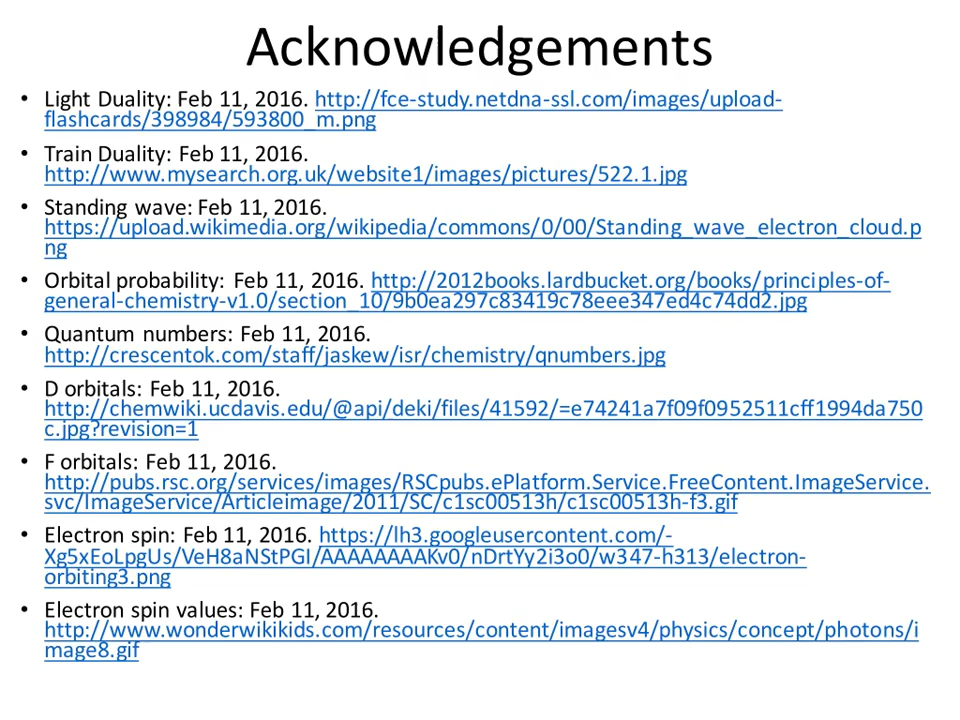 Acknowledgements
• Light Duality: Feb 11, 2016. http://fce-study.netdna-ssl.com/images/upload-
flashcards/398984/593800_m.png
• Train Duality: Feb 11, 2016.
http://www.mysearch.org.uk/website1/images/pictures/522.1.jpg
• Standing wave: Feb 11, 2016.
https://upload.wikimedia.org/wikipedia/commons/0/00/Standing_wave_electron_cloud.p
ng
• Orbital probability: Feb 11, 2016. http://2012books.lardbucket.org/books/principles-of-
general-chemistry-v1.0/section_10/9b0ea297c83419c78eee347ed4c74dd2.jpg
• Quantum numbers: Feb 11, 2016.
http://crescentok.com/staff/jaskew/isr/chemistry/qnumbers.jpg
• D orbitals: Feb 11, 2016.
http://chemwiki.ucdavis.edu/@api/deki/files/41592/=e74241a7f09f0952511cff1994da750
c.jpg?revision=1
• F orbitals: Feb 11, 2016.
http://pubs.rsc.org/services/images/RSCpubs.ePlatform.Service.FreeContent.ImageService.
svc/ImageService/Articleimage/2011/SC/c1sc00513h/c1sc00513h-f3.gif
• Electron spin: Feb 11, 2016. https://lh3.googleusercontent.com/-
Xg5xEoLpgUs/VeH8aNStPGI/AAAAAAAAKv0/nDrtYy2i3o0/w347-h313/electron-
orbiting3.png
• Electron spin values: Feb 11, 2016.
http://www.wonderwikikids.com/resources/content/imagesv4/physics/concept/photons/i
mage8.gif